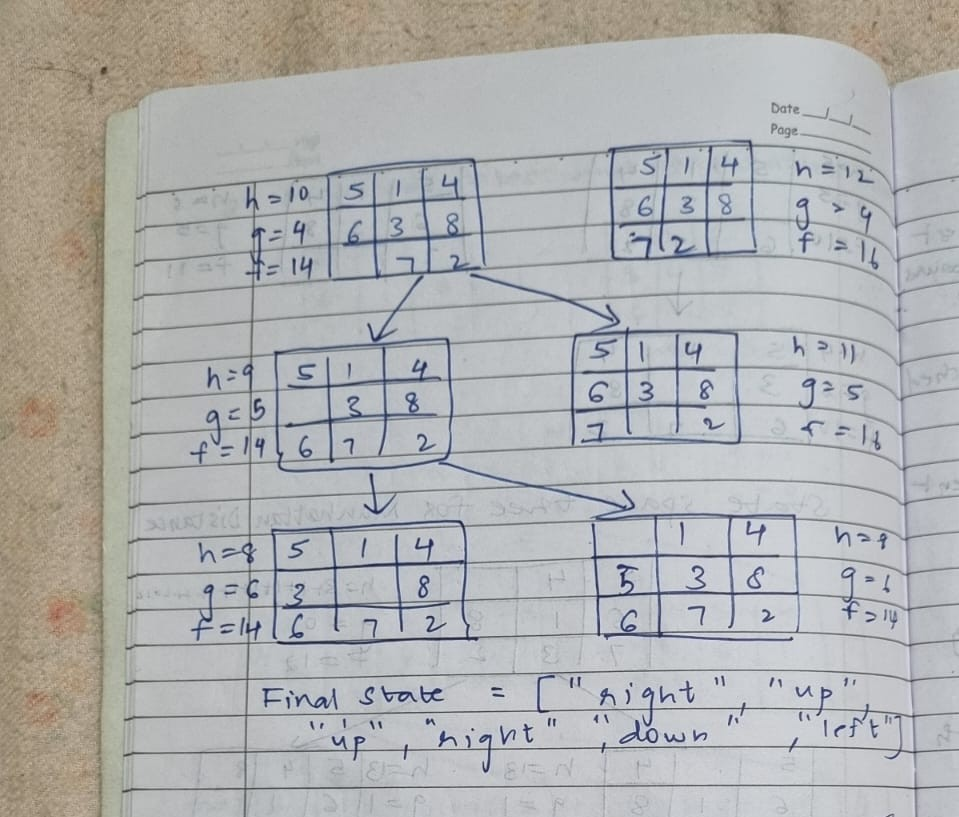 Date
Page
h = 10 5 1 4
g = 4 6 3 8
f = 14 7 2
5 1 4 h = 12
6 3 8 g = 4
7 2 f = 16
h = 9 5 1 4
g = 5 3 8
f = 14 6 7 2
5 1 4 h = 11
6 3 8 g = 5
7 2 f = 16
h = 8 5 1 4
g = 6 3 8
f = 14 6 7 2
1 4 h = 8
5 3 8 g = 6
6 7 2 f = 14
Final state = ["right", "up",
"up", "right", "down", "left"]